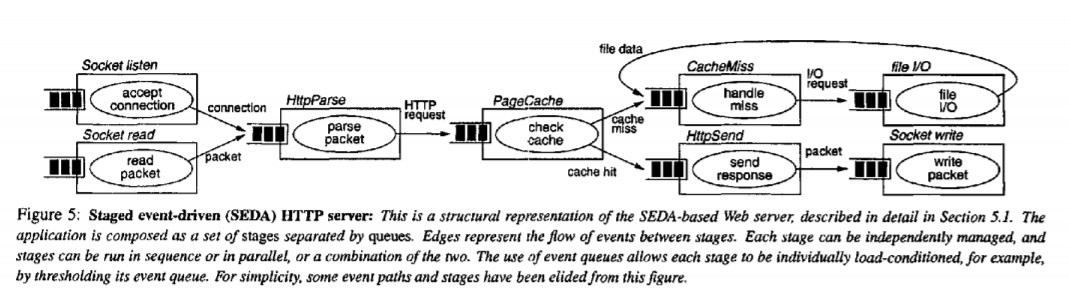 file data
Socket listen
CacheMiss
file I/O
accept
connection
connection
HttpParse
HTTP
request
PageCache
handle
miss
I/O
request
file
I/O
parse
packet
check
cache
cache
miss
Socket read
HttpSend
Socket write
read
packet
packet
cache hit
send
response
packet
write
packet
Figure 5: Staged event-driven (SEDA) HTTP server: This is a structural representation of the SEDA-based Web server, described in detail in Section 5.1. The
application is composed as a set of stages separated by queues. Edges represent the flow of events between stages. Each stage can be independently managed, and
stages can be run in sequence or in parallel, or a combination of the two. The use of event queues allows each stage to be individually load-conditioned, for example,
by thresholding its event queue. For simplicity, some event paths and stages have been elided from this figure.